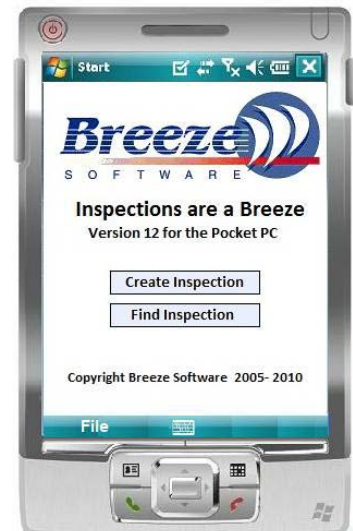 Start
Breeze
SOFTWARE
Inspections are a Breeze
Version 12 for the Pocket PC
Create Inspection
Find Inspection
Copyright Breeze Software 2005- 2010
File